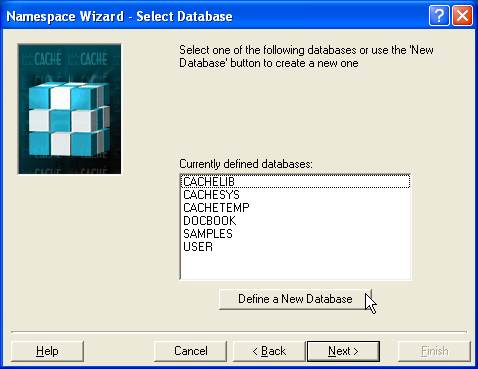 Namespace Wizard - Select Database
CACHE
CACHE
CACHE
Select one of the following databases or use the 'New
Database' button to create a new one
Currently defined databases:
CACHELIB
CACHESYS
CACHETEMP
DOCBOOK
SAMPLES
USER
Define a New Database
Help
Cancel
< Back
Next >
Finish